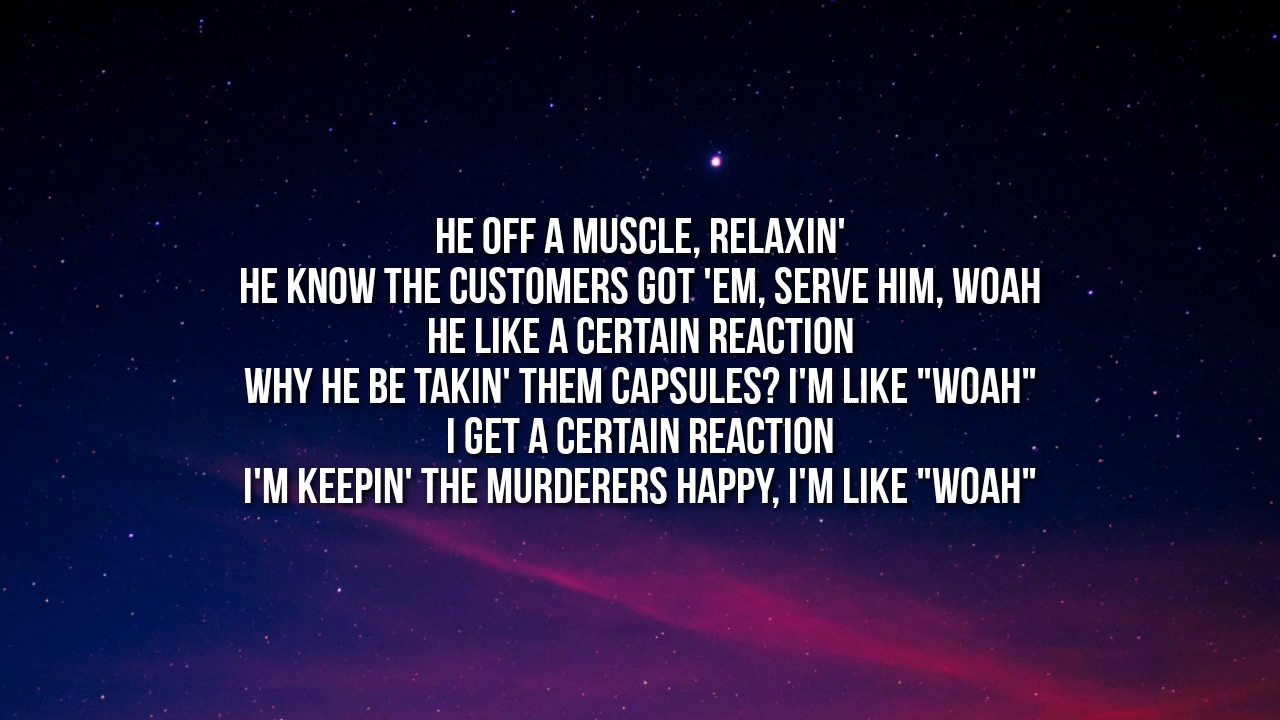 HE OFF A MUSCLE, RELAXIN'
HE KNOW THE CUSTOMERS GOT 'EM, SERVE HIM, WOAH
HE LIKE A CERTAIN REACTION
WHY HE BE TAKIN' THEM CAPSULES? I'M LIKE "WOAH"
I GET A CERTAIN REACTION
I'M KEEPIN' THE MURDERERS HAPPY, I'M LIKE "WOAH"